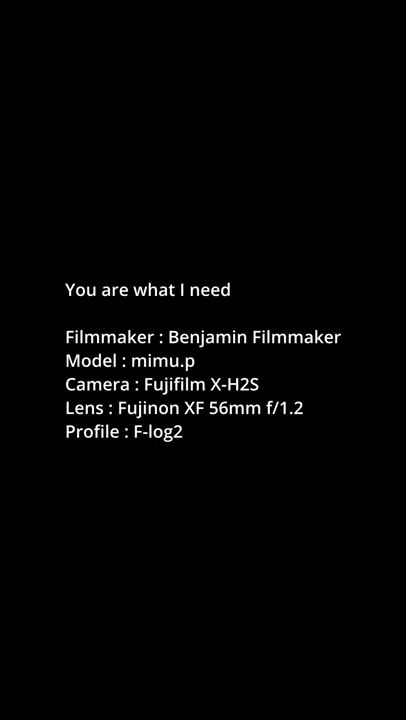 You are what I need
Filmmaker : Benjamin Filmmaker
Model : mimu.p
Camera : Fujifilm X-H2S
Lens : Fujinon XF 56mm f/1.2
Profile : F-log2